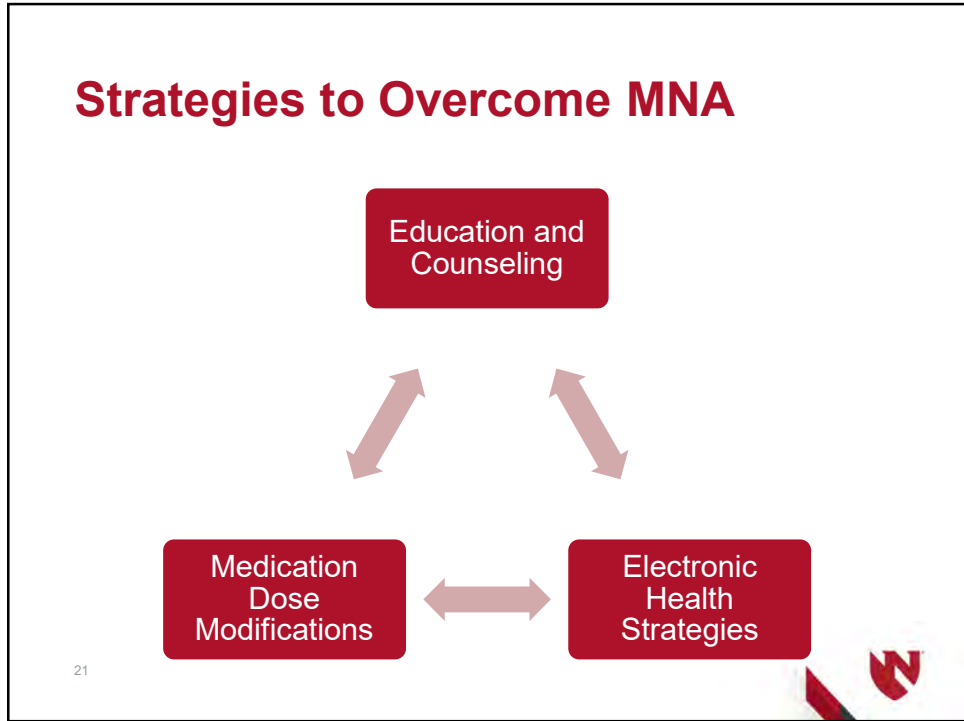 Strategies to Overcome MNA
Education and
Counseling
Medication
Dose
Modifications
Electronic
Health
Strategies
21